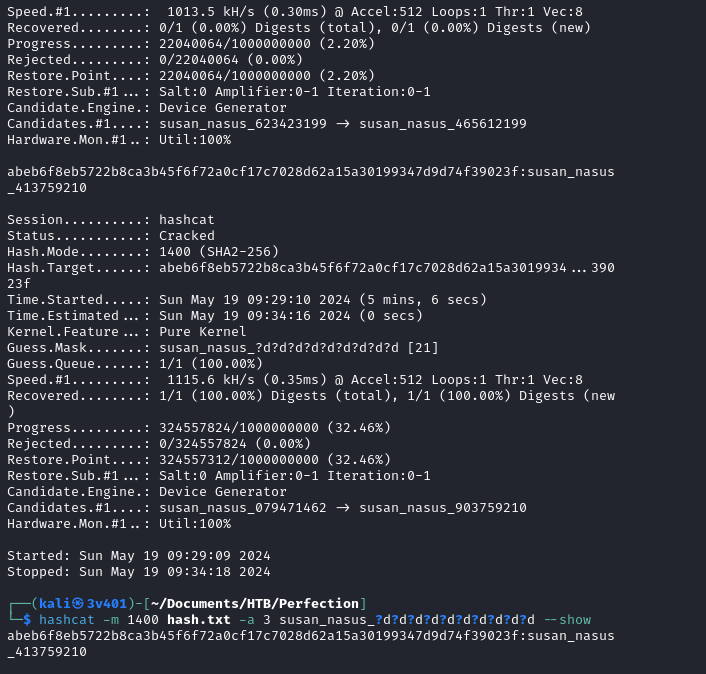 Speed.#1.........:  1013.5 kH/s (0.30ms) @ Accel:512 Loops:1 Thr:1 Vec:8
Recovered........: 0/1 (0.00%) Digests (total), 0/1 (0.00%) Digests (new)
Progress.........: 22040064/1000000000 (2.20%)
Rejected.........: 0/22040064 (0.00%)
Restore.Point....: 22040064/1000000000 (2.20%)
Restore.Sub.#1...: Salt:0 Amplifier:0-1 Iteration:0-1
Candidate.Engine.: Device Generator
Candidates.#1....: susan_nasus_623423199 -> susan_nasus_465612199
Hardware.Mon.#1..: Util:100%

abeb6f8eb5722b8ca3b45f6f72a0cf17c7028d62a15a30199347d9d74f39023f:susan_nasus
_413759210

Session..........: hashcat
Status...........: Cracked
Hash.Mode........: 1400 (SHA2-256)
Hash.Target......: abeb6f8eb5722b8ca3b45f6f72a0cf17c7028d62a15a3019934...390
23f
Time.Started.....: Sun May 19 09:29:10 2024 (5 mins, 6 secs)
Time.Estimated...: Sun May 19 09:34:16 2024 (0 secs)
Kernel.Feature...: Pure Kernel
Guess.Mask.......: susan_nasus_?d?d?d?d?d?d?d?d?d [21]
Guess.Queue......: 1/1 (100.00%)
Speed.#1.........:  1115.6 kH/s (0.35ms) @ Accel:512 Loops:1 Thr:1 Vec:8
Recovered........: 1/1 (100.00%) Digests (total), 1/1 (100.00%) Digests (new
)
Progress.........: 324557824/1000000000 (32.46%)
Rejected.........: 0/324557824 (0.00%)
Restore.Point....: 324557312/1000000000 (32.46%)
Restore.Sub.#1...: Salt:0 Amplifier:0-1 Iteration:0-1
Candidate.Engine.: Device Generator
Candidates.#1....: susan_nasus_079471462 -> susan_nasus_903759210
Hardware.Mon.#1..: Util:100%

Started: Sun May 19 09:29:09 2024
Stopped: Sun May 19 09:34:18 2024

┌──(kali㉿3v401)-[~/Documents/HTB/Perfection]
└─$ hashcat -m 1400 hash.txt -a 3 susan_nasus_?d?d?d?d?d?d?d?d?d --show
abeb6f8eb5722b8ca3b45f6f72a0cf17c7028d62a15a30199347d9d74f39023f:susan_nasus
_413759210